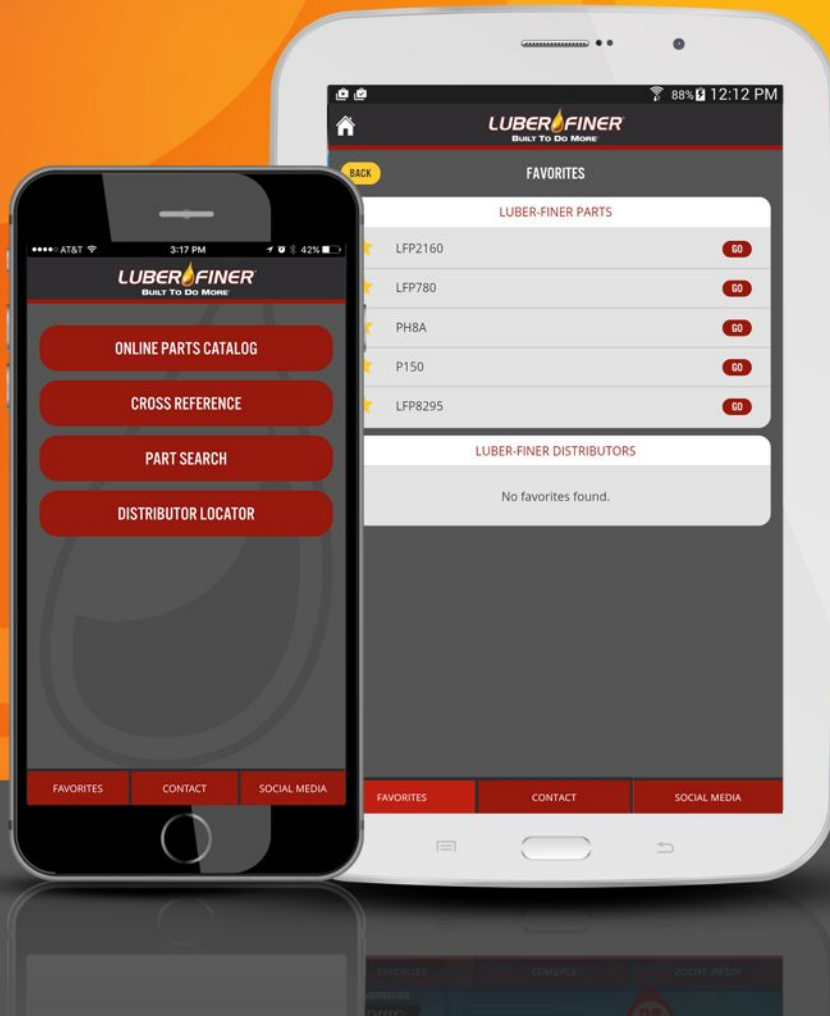 88% 12:12 PM
LUBER FINER
BUILT TO DO MORE
BACK
FAVORITES
LUBER-FINER PARTS
LFP2160
GO
LFP780
GO
PH8A
GO
P150
GO
LFP8295
GO
LUBER-FINER DISTRIBUTORS
No favorites found.
FAVORITES
CONTACT
SOCIAL MEDIA
AT&T
3:17 PM
42%
LUBER FINER
BUILT TO DO MORE
ONLINE PARTS CATALOG
CROSS REFERENCE
PART SEARCH
DISTRIBUTOR LOCATOR
FAVORITES
CONTACT
SOCIAL MEDIA